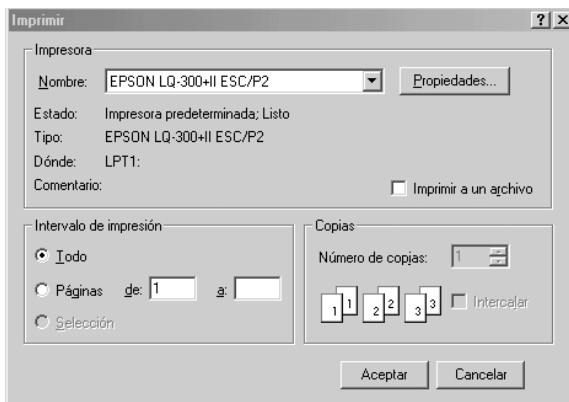 Imprimir
Impresora
Nombre: EPSON LQ-300+II ESC/P2 Propiedades...
Estado: Impresora predeterminada; Listo
Tipo: EPSON LQ-300+II ESC/P2
Dónde: LPT1:
Comentario: Imprimir a un archivo
Intervalo de impresión
Todo
Páginas de: 1 a:
Selección
Copias
Número de copias: 1
1 1 2 2 3 3 Intercalar
Aceptar Cancelar